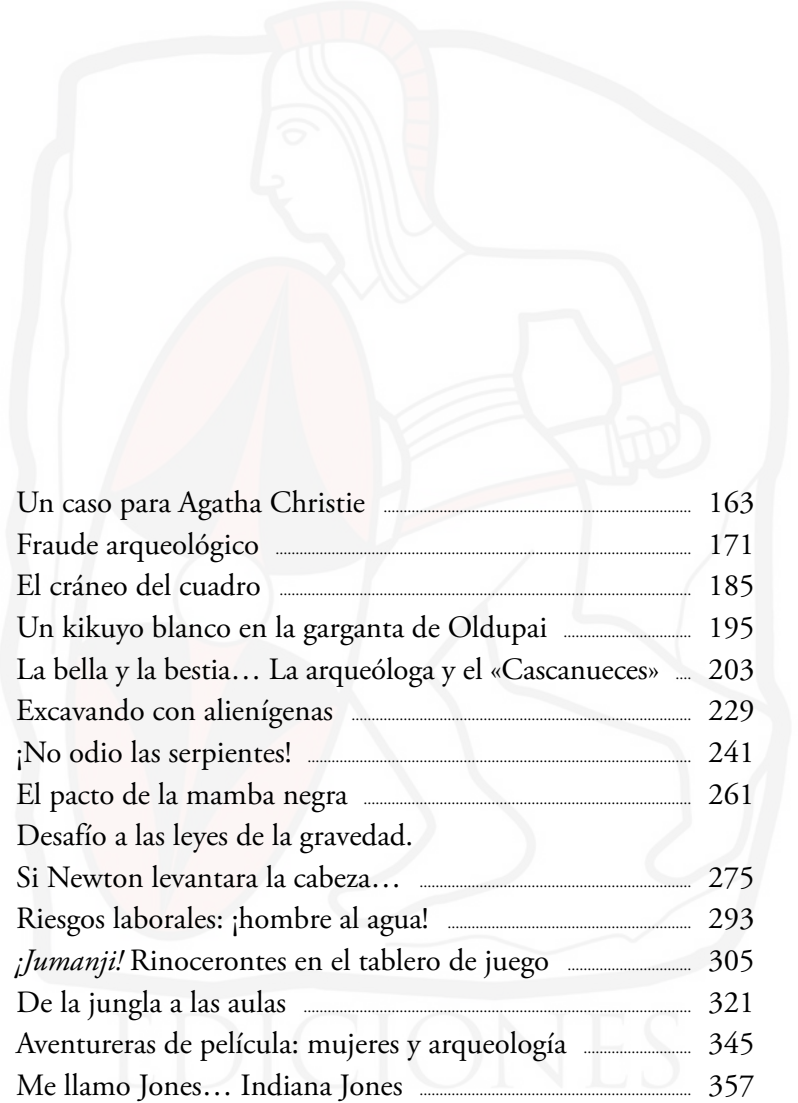 Un caso para Agatha Christie 163
Fraude arqueológico 171
El cráneo del cuadro 185
Un kikuyo blanco en la garganta de Oldupai 195
La bella y la bestia… La arqueóloga y el «Cascanueces» 203
Excavando con alienígenas 229
¡No odio las serpientes! 241
El pacto de la mamba negra 261
Desafío a las leyes de la gravedad.
Si Newton levantara la cabeza… 275
Riesgos laborales: ¡hombre al agua! 293
¡Jumanji! Rinocerontes en el tablero de juego 305
De la jungla a las aulas 321
EDICIONES
Aventureras de película: mujeres y arqueología 345
Me llamo Jones… Indiana Jones 357